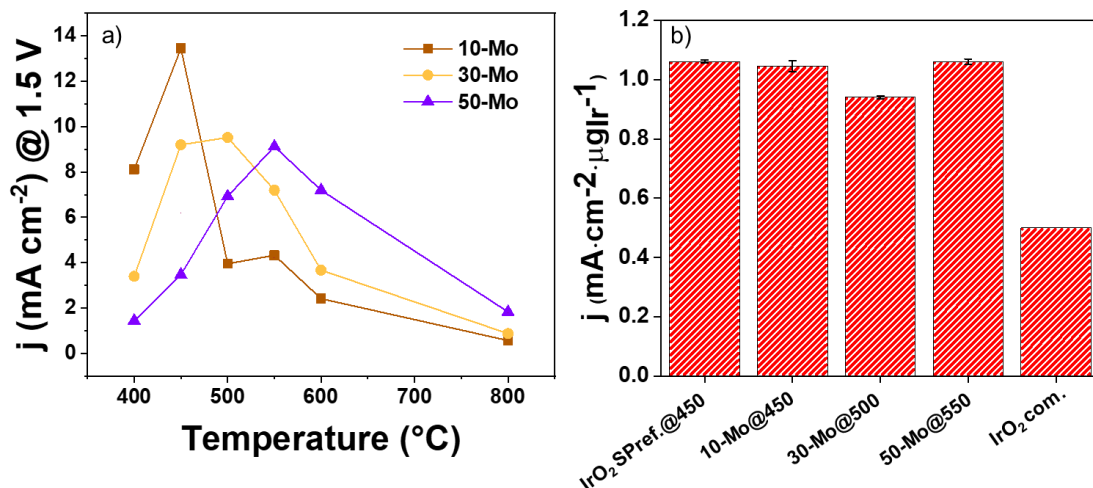 a)
10-Mo
30-Mo
50-Mo
j (mA cm-2) @ 1.5 V
14
12
10
8
6
4
2
0
400
500
600
700
800
Temperature (°C)
b)
j (mA·cm-2·µgIr-1)
1.2
1.0
0.8
0.6
0.4
0.2
0.0
IrO2 SPref.@450
10-Mo@450
30-Mo@500
50-Mo@550
IrO2 com.